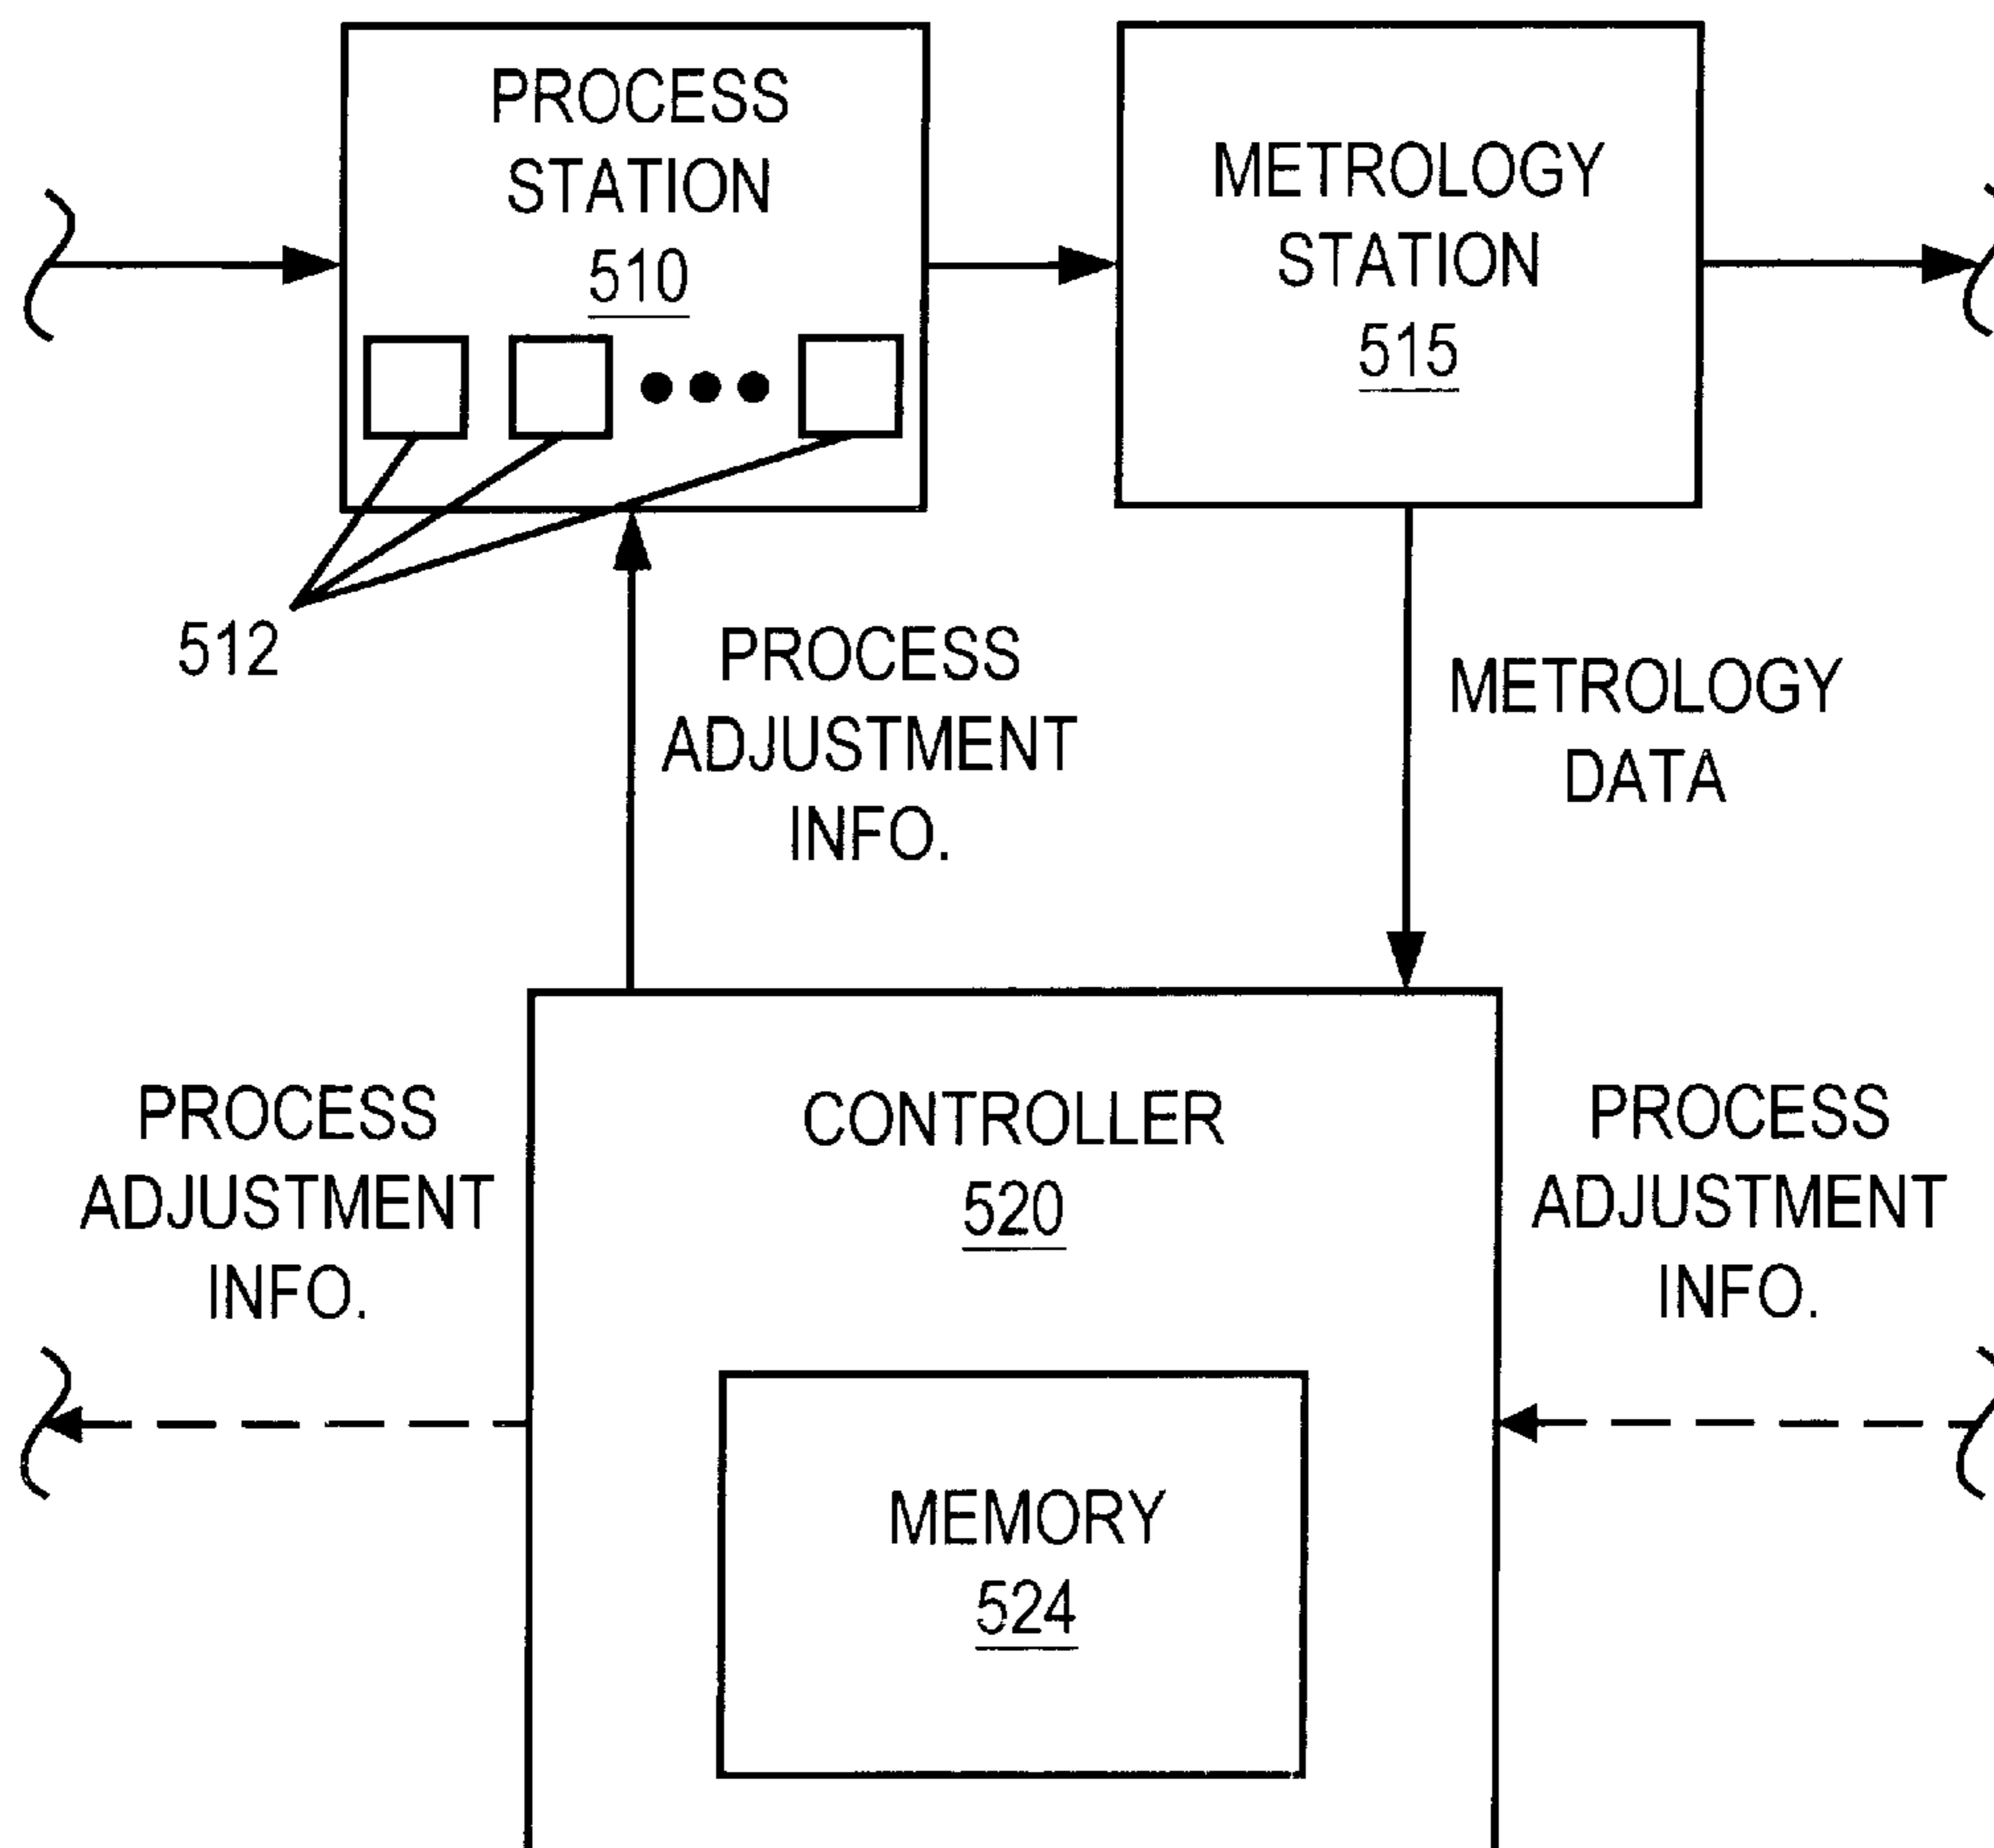 PROCESS
STATION
510
METROLOGY
STATION
515
512
PROCESS
ADJUSTMENT
INFO.
METROLOGY
DATA
PROCESS
ADJUSTMENT
INFO.
CONTROLLER
520
PROCESS
ADJUSTMENT
INFO.
MEMORY
524